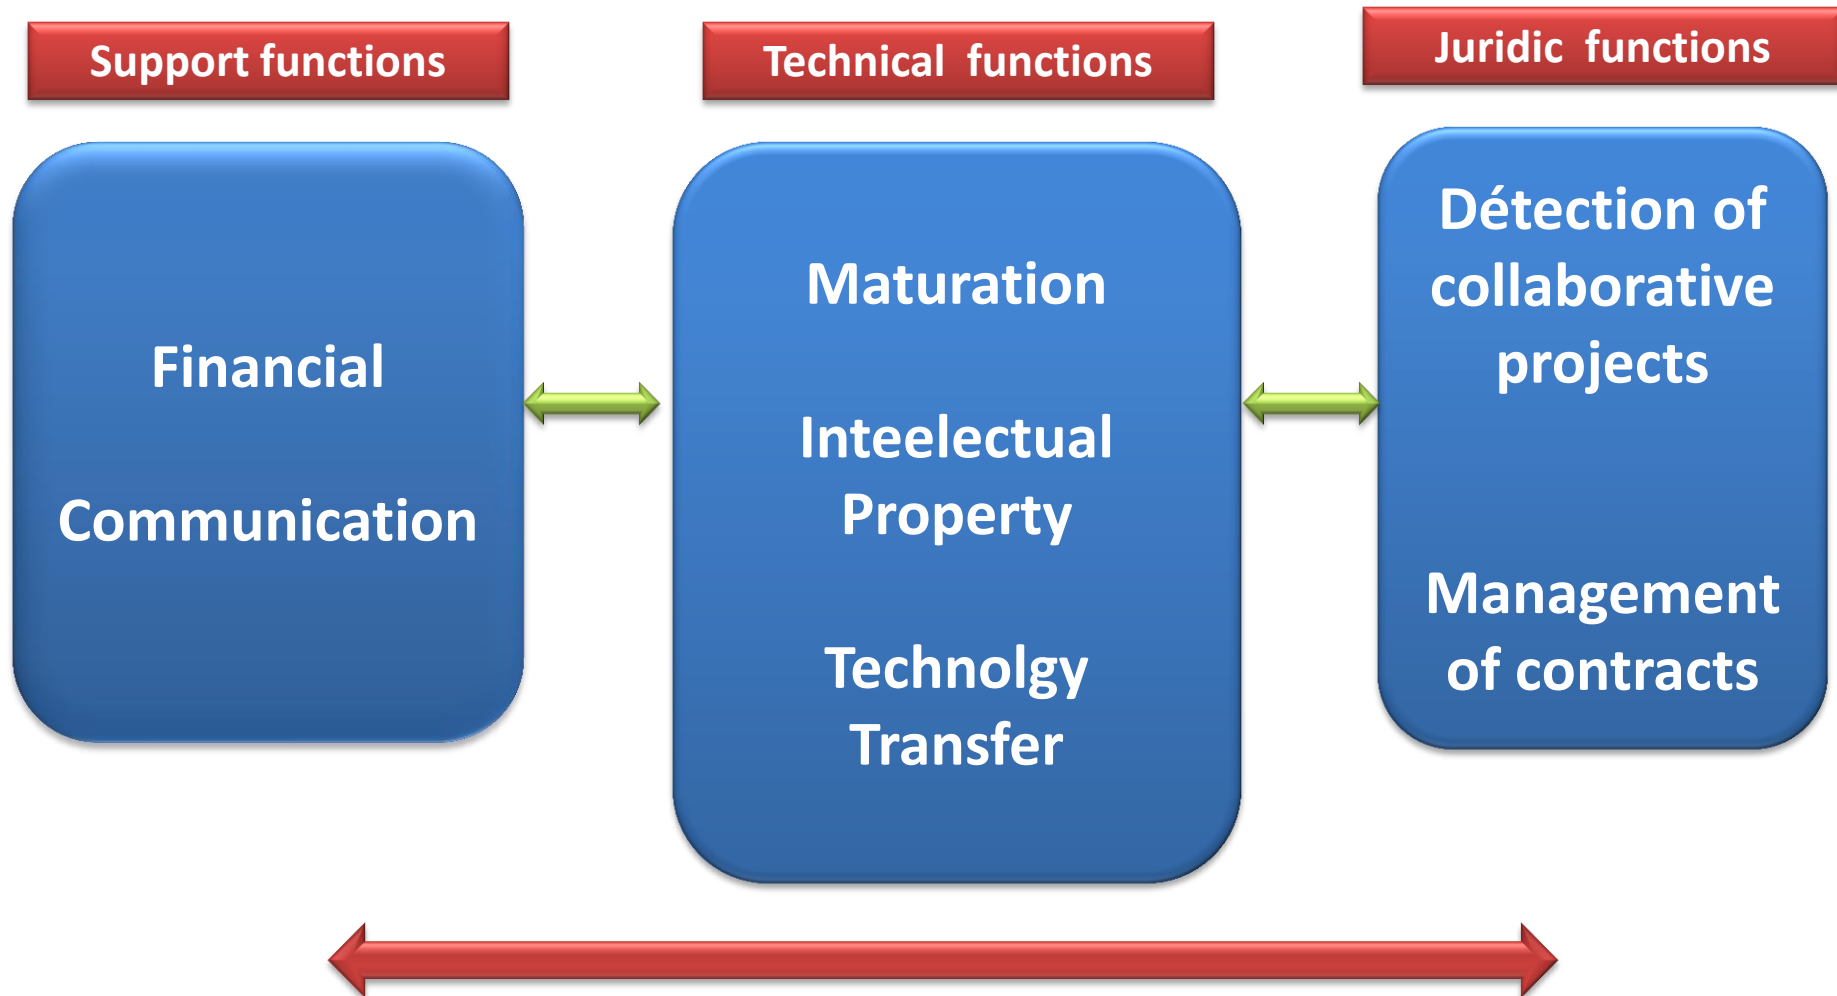 Support functions
Technical functions
Juridic functions
Financial
Communication
Maturation
Inteelectual
Property
Technolgy
Transfer
Détection of
collaborative
projects
Management
of contracts